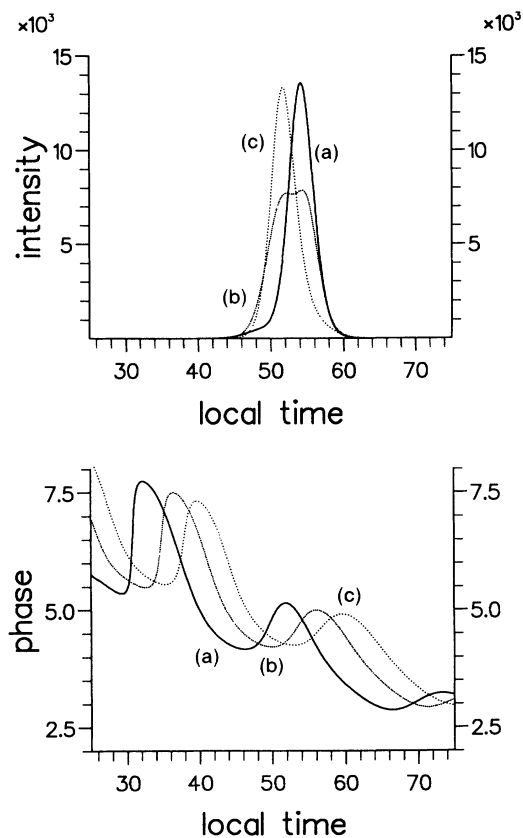 ×10³ ×10³
15 15
10 10
5 5
intensity intensity
(c) (a)
(b)
30 40 50 60 70
local time
7.5 7.5
5.0 5.0
2.5 2.5
phase
(a) (b) (c)
30 40 50 60 70
local time